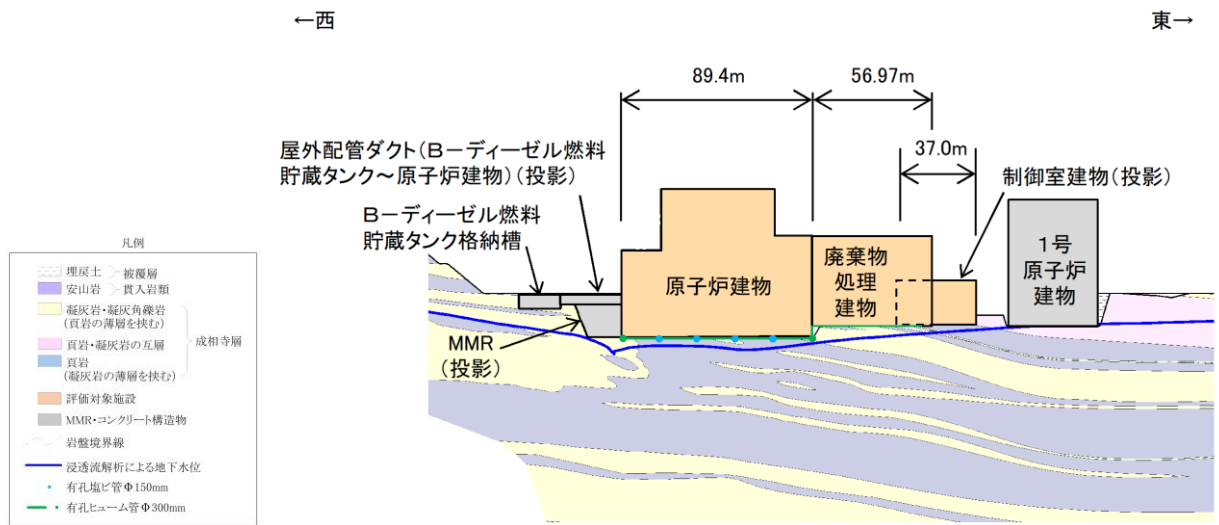 ←西
東→
89.4m
56.97m
37.0m
屋外配管ダクト（B－ディーゼル燃料
貯蔵タンク～原子炉建物）（投影）
B－ディーゼル燃料
貯蔵タンク格納槽
制御室建物（投影）
原子炉建物
廃棄物
処理
建物
1号
原子炉
建物
MMR
（投影）
凡例
埋戻土
被覆層
安山岩
貫入岩類
凝灰岩・凝灰角礫岩
(頁岩の薄層を挟む)
頁岩・凝灰岩の互層
成相寺層
頁岩
(凝灰岩の薄層を挟む)
評価対象施設
MMR・コンクリート構造物
岩盤境界線
浸透流解析による地下水位
有孔塩ビ管Φ150mm
有孔ヒューム管Φ300mm